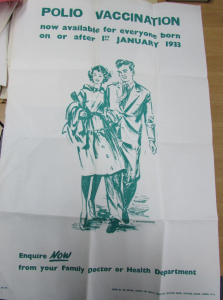 POLIO VACCINATION
now available for everyone born
on or after 1ST JANUARY 1933
Enquire NOW
from your Family Doctor or Health Department